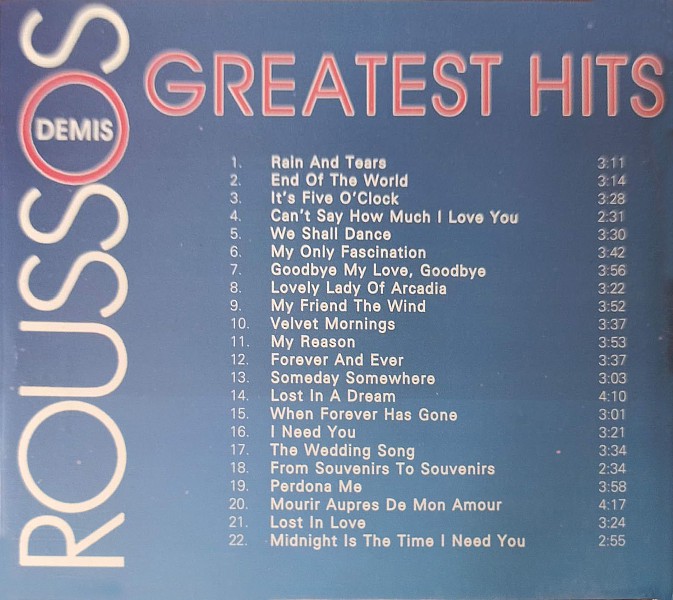 DEMIS
ROUSSOS
GREATEST HITS
1. Rain And Tears 3:11
2. End Of The World 3:14
3. It's Five O'Clock 3:28
4. Can't Say How Much I Love You 2:31
5. We Shall Dance 3:30
6. My Only Fascination 3:42
7. Goodbye My Love, Goodbye 3:56
8. Lovely Lady Of Arcadia 3:22
9. My Friend The Wind 3:52
10. Velvet Mornings 3:37
11. My Reason 3:53
12. Forever And Ever 3:37
13. Someday Somewhere 3:03
14. Lost In A Dream 4:10
15. When Forever Has Gone 3:01
16. I Need You 3:21
17. The Wedding Song 3:34
18. From Souvenirs To Souvenirs 2:34
19. Perdona Me 3:58
20. Mourir Aupres De Mon Amour 4:17
21. Lost In Love 3:24
22. Midnight Is The Time I Need You 2:55